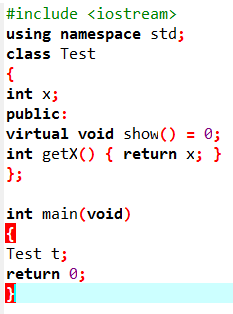 #include <iostream>
using namespace std;
class Test
{
int x;
public:
virtual void show() = 0;
int getX() { return x; }
};
int main(void)
{
Test t;
return 0;
}